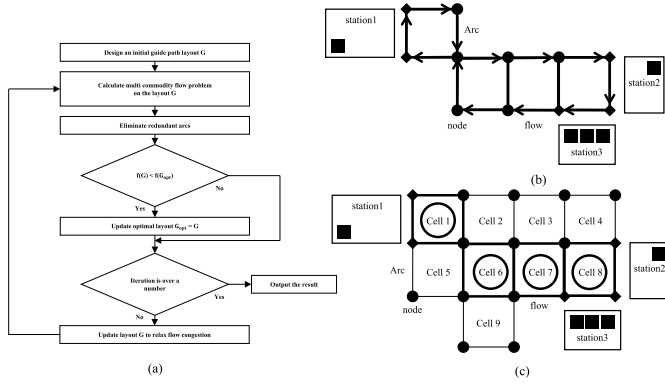 Design an initial guide path layout G
Calculate multi commodity flow problem
on the layout G
Eliminate redundant arcs
f(G) < f(Gopt)
No
Yes
Update optimal layout Gopt = G
Iteration is over a
number
Yes
Output the result
No
Update layout G to relax flow congestion
(a)
station1
Arc
station2
node
flow
station3
(b)
station1
Cell 1
Cell 2
Cell 3
Cell 4
Arc
Cell 5
Cell 6
Cell 7
Cell 8
station2
node
flow
Cell 9
station3
(c)